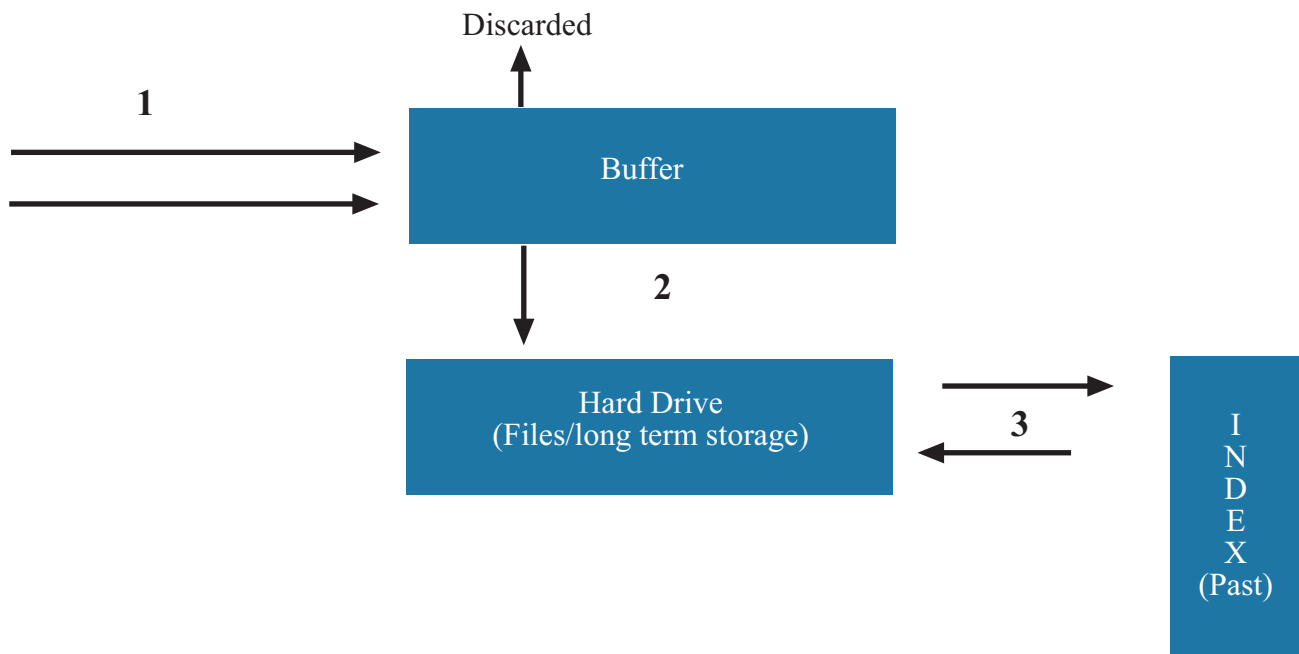 Discarded
1
Buffer
2
Hard Drive
(Files/long term storage)
3
I
N
D
E
X
(Past)